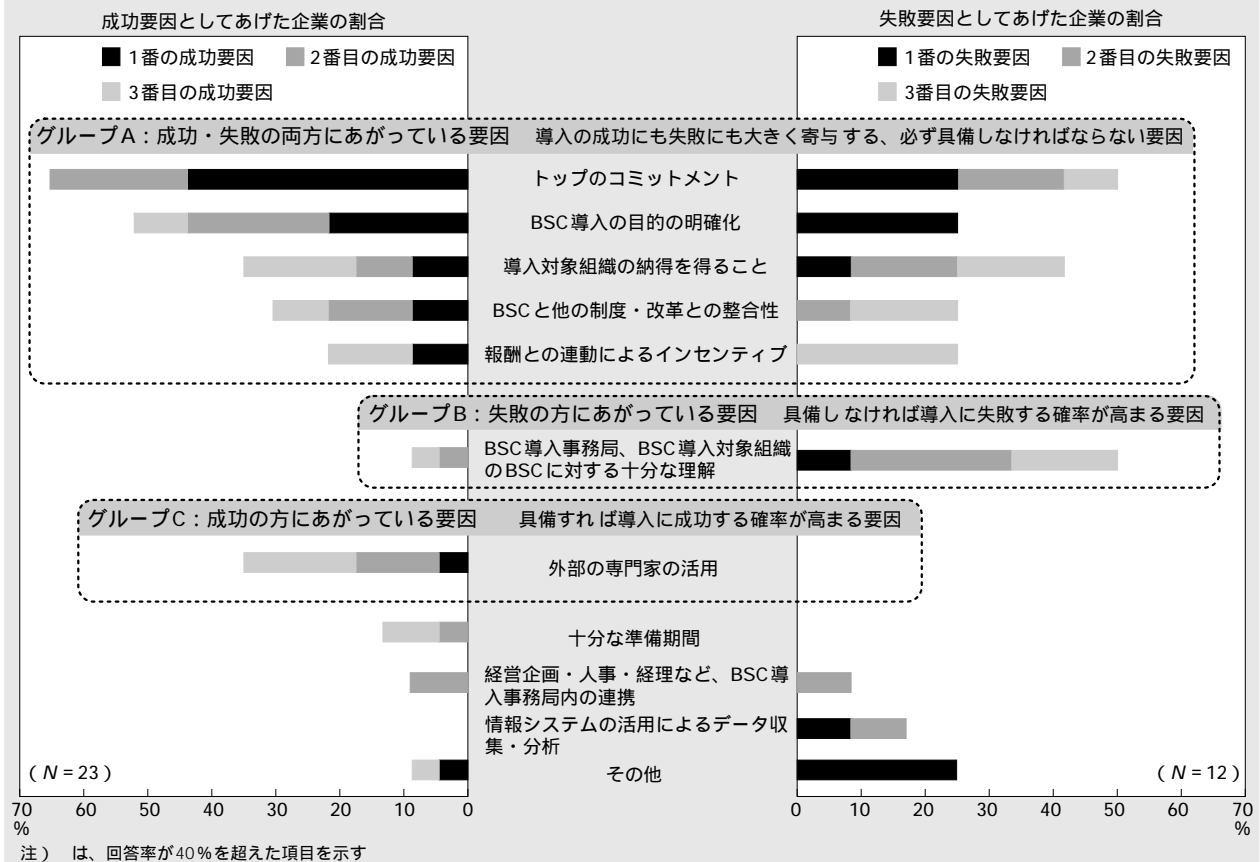 成功要因としてあげた企業の割合
失敗要因としてあげた企業の割合
1番の成功要因 2番目の成功要因
3番目の成功要因
1番の失敗要因 2番目の失敗要因
3番目の失敗要因
グループA：成功・失敗の両方にあがっている要因 導入の成功にも失敗にも大きく寄与する、必ず具備しなければならない要因
トップのコミットメント
BSC導入の目的の明確化
導入対象組織の納得を得ること
BSCと他の制度・改革との整合性
報酬との連動によるインセンティブ
グループB：失敗の方にあがっている要因 具備しなければ導入に失敗する確率が高まる要因
BSC導入事務局、BSC導入対象組織
のBSCに対する十分な理解
グループC：成功の方にあがっている要因 具備すれば導入に成功する確率が高まる要因
外部の専門家の活用
十分な準備期間
経営企画・人事・経理など、BSC導
入事務局内の連携
情報システムの活用によるデータ収
集・分析
その他
（N＝23）
（N＝12）
70 60 50 40 30 20 10 0
%
0 10 20 30 40 50 60 70
%
注） は、回答率が40％を超えた項目を示す